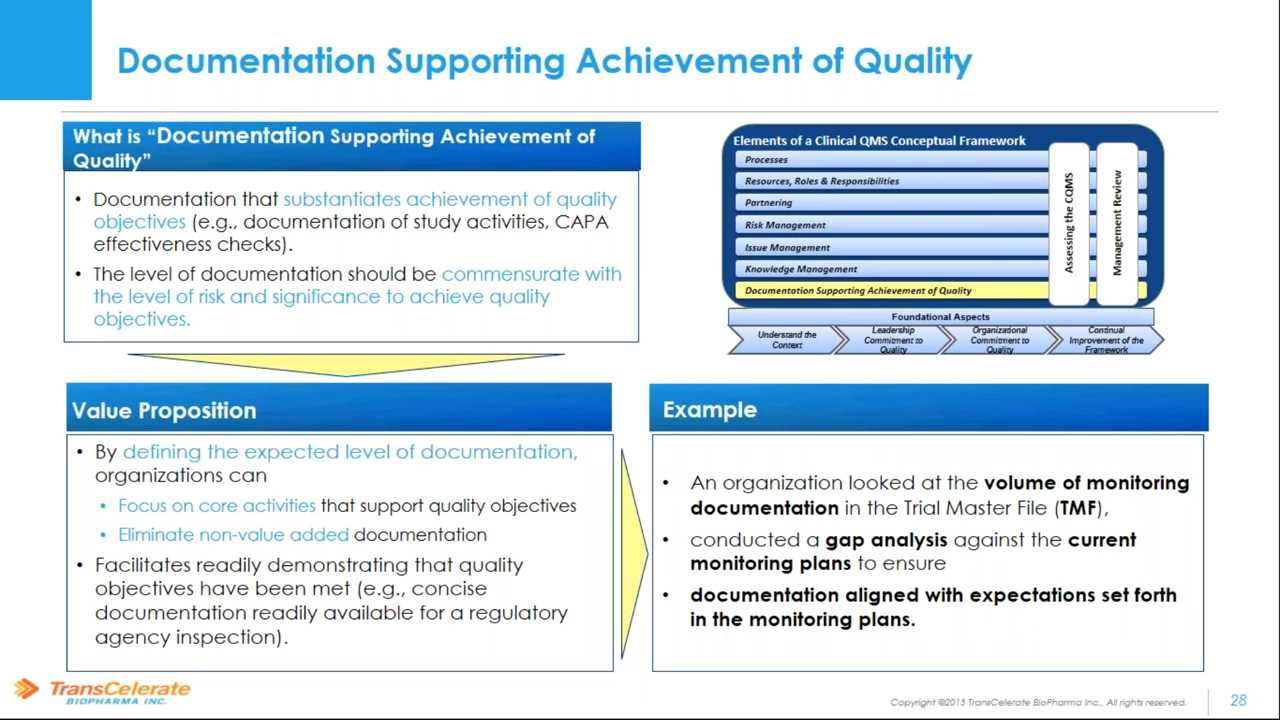 Documentation Supporting Achievement of Quality
What is “Documentation Supporting Achievement of
Quality”
• Documentation that substantiates achievement of quality
objectives (e.g., documentation of study activities, CAPA
effectiveness checks).
• The level of documentation should be commensurate with
the level of risk and significance to achieve quality
objectives.
Elements of a Clinical QMS Conceptual Framework
Processes
Resources, Roles & Responsibilities
Partnering
Risk Management
Issue Management
Knowledge Management
Documentation Supporting Achievement of Quality
Assessing the CQMS
Management Review
Foundational Aspects
Understand the
Context
Leadership
Commitment to
Quality
Organizational
Commitment to
Quality
Continual
Improvement of the
Framework
Value Proposition
• By defining the expected level of documentation,
organizations can
• Focus on core activities that support quality objectives
• Eliminate non-value added documentation
• Facilitates readily demonstrating that quality
objectives have been met (e.g., concise
documentation readily available for a regulatory
agency inspection).
Example
• An organization looked at the volume of monitoring
documentation in the Trial Master File (TMF),
• conducted a gap analysis against the current
monitoring plans to ensure
• documentation aligned with expectations set forth
in the monitoring plans.
TransCelerate
BIOPHARMA INC.
Copyright ©2015 TransCelerate BioPharma Inc., All rights reserved.
28